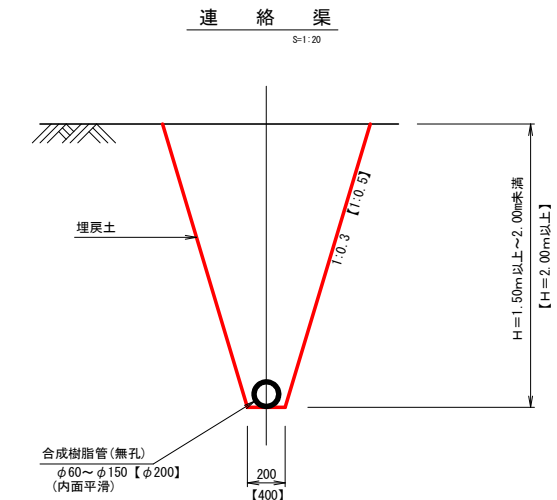 連 絡 渠
S=1:20
埋戻土
1:0.3 【1:0.5】
H=1.50m以上～2.00m未満
【H=2.00m以上】
合成樹脂管(無孔)
φ60～φ150【φ200】
(内面平滑)
200
【400】